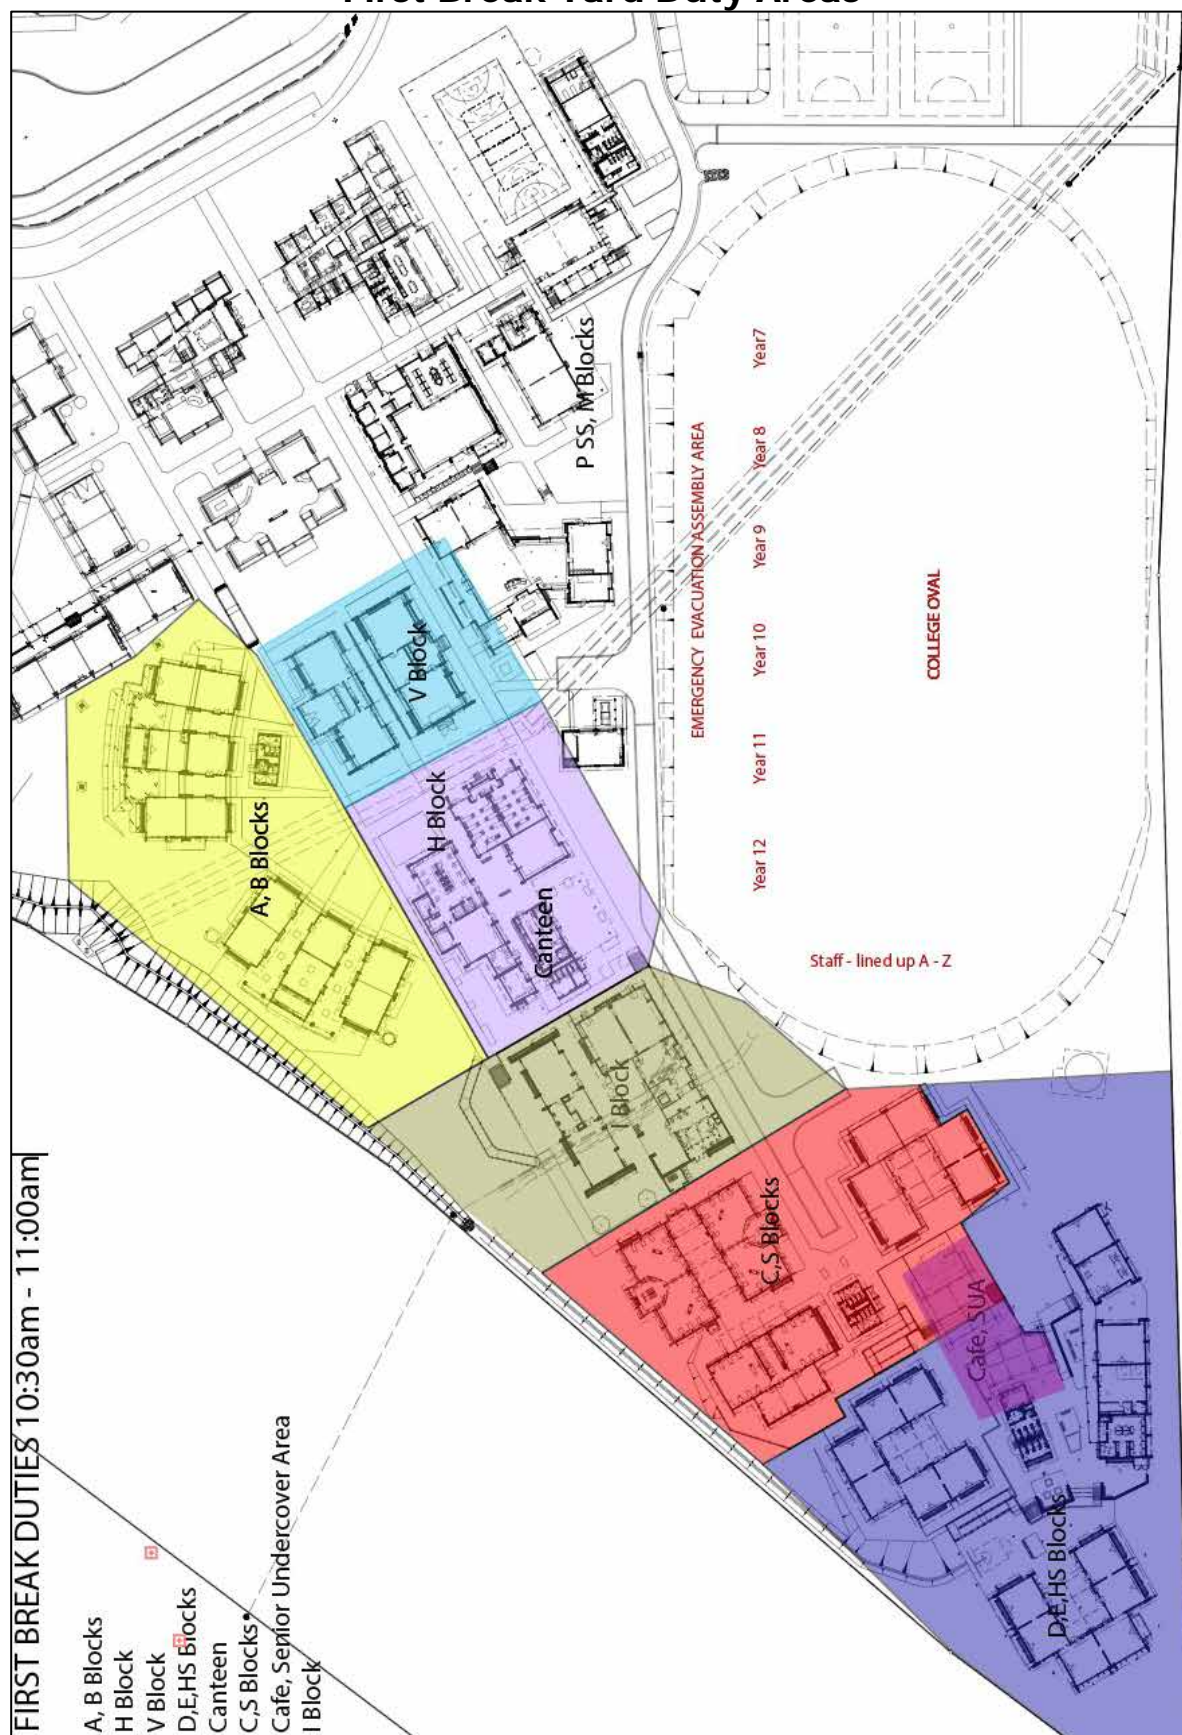 First Break Yard Duty Areas
FIRST BREAK DUTIES 10:30am - 11:00am
A, B Blocks
H Block
V Block
D,E,HS Blocks
Canteen
C,S Blocks
Cafe, Senior Undercover Area
I Block
A, B Blocks
V Block
H Block
Canteen
I Block
C,S Blocks
Cafe, SUA
D,E,HS Blocks
P SS, M Blocks
EMERGENCY EVACUATION ASSEMBLY AREA
Year 12
Year 11
Year 10
Year 9
Year 8
Year7
COLLEGE OVAL
Staff - lined up A - Z